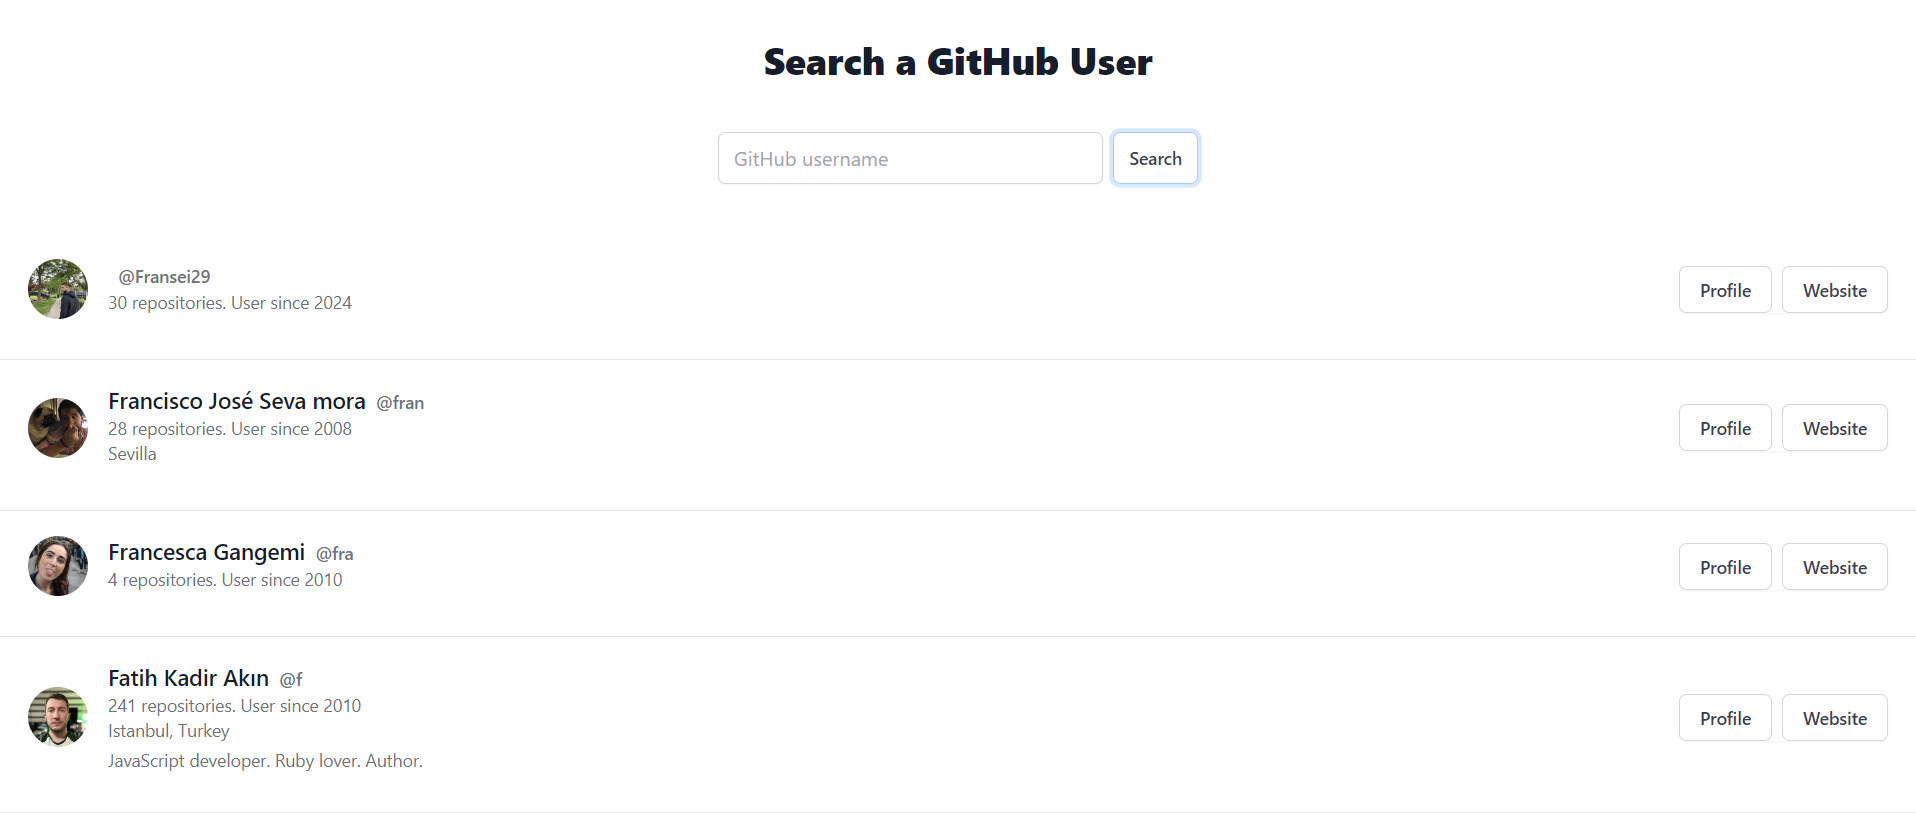 Search a GitHub User
GitHub username
Search
@Fransei29
30 repositories. User since 2024
Profile
Website
Francisco José Seva mora @fran
28 repositories. User since 2008
Sevilla
Profile
Website
Francesca Gangemi @fra
4 repositories. User since 2010
Profile
Website
Fatih Kadir Akın @f
241 repositories. User since 2010
Istanbul, Turkey
JavaScript developer. Ruby lover. Author.
Profile
Website